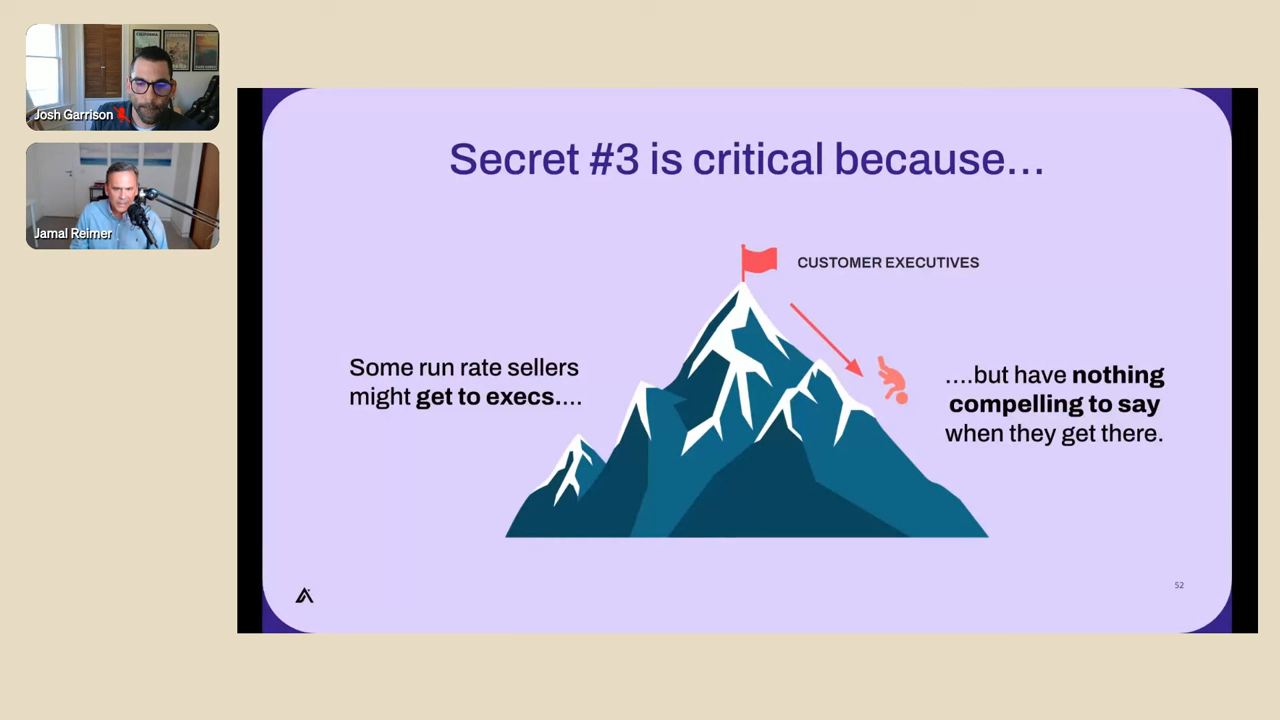 Josh Garrison
Jamal Reimer
Secret #3 is critical because...
CUSTOMER EXECUTIVES
Some run rate sellers
might get to execs....
....but have nothing
compelling to say
when they get there.
52